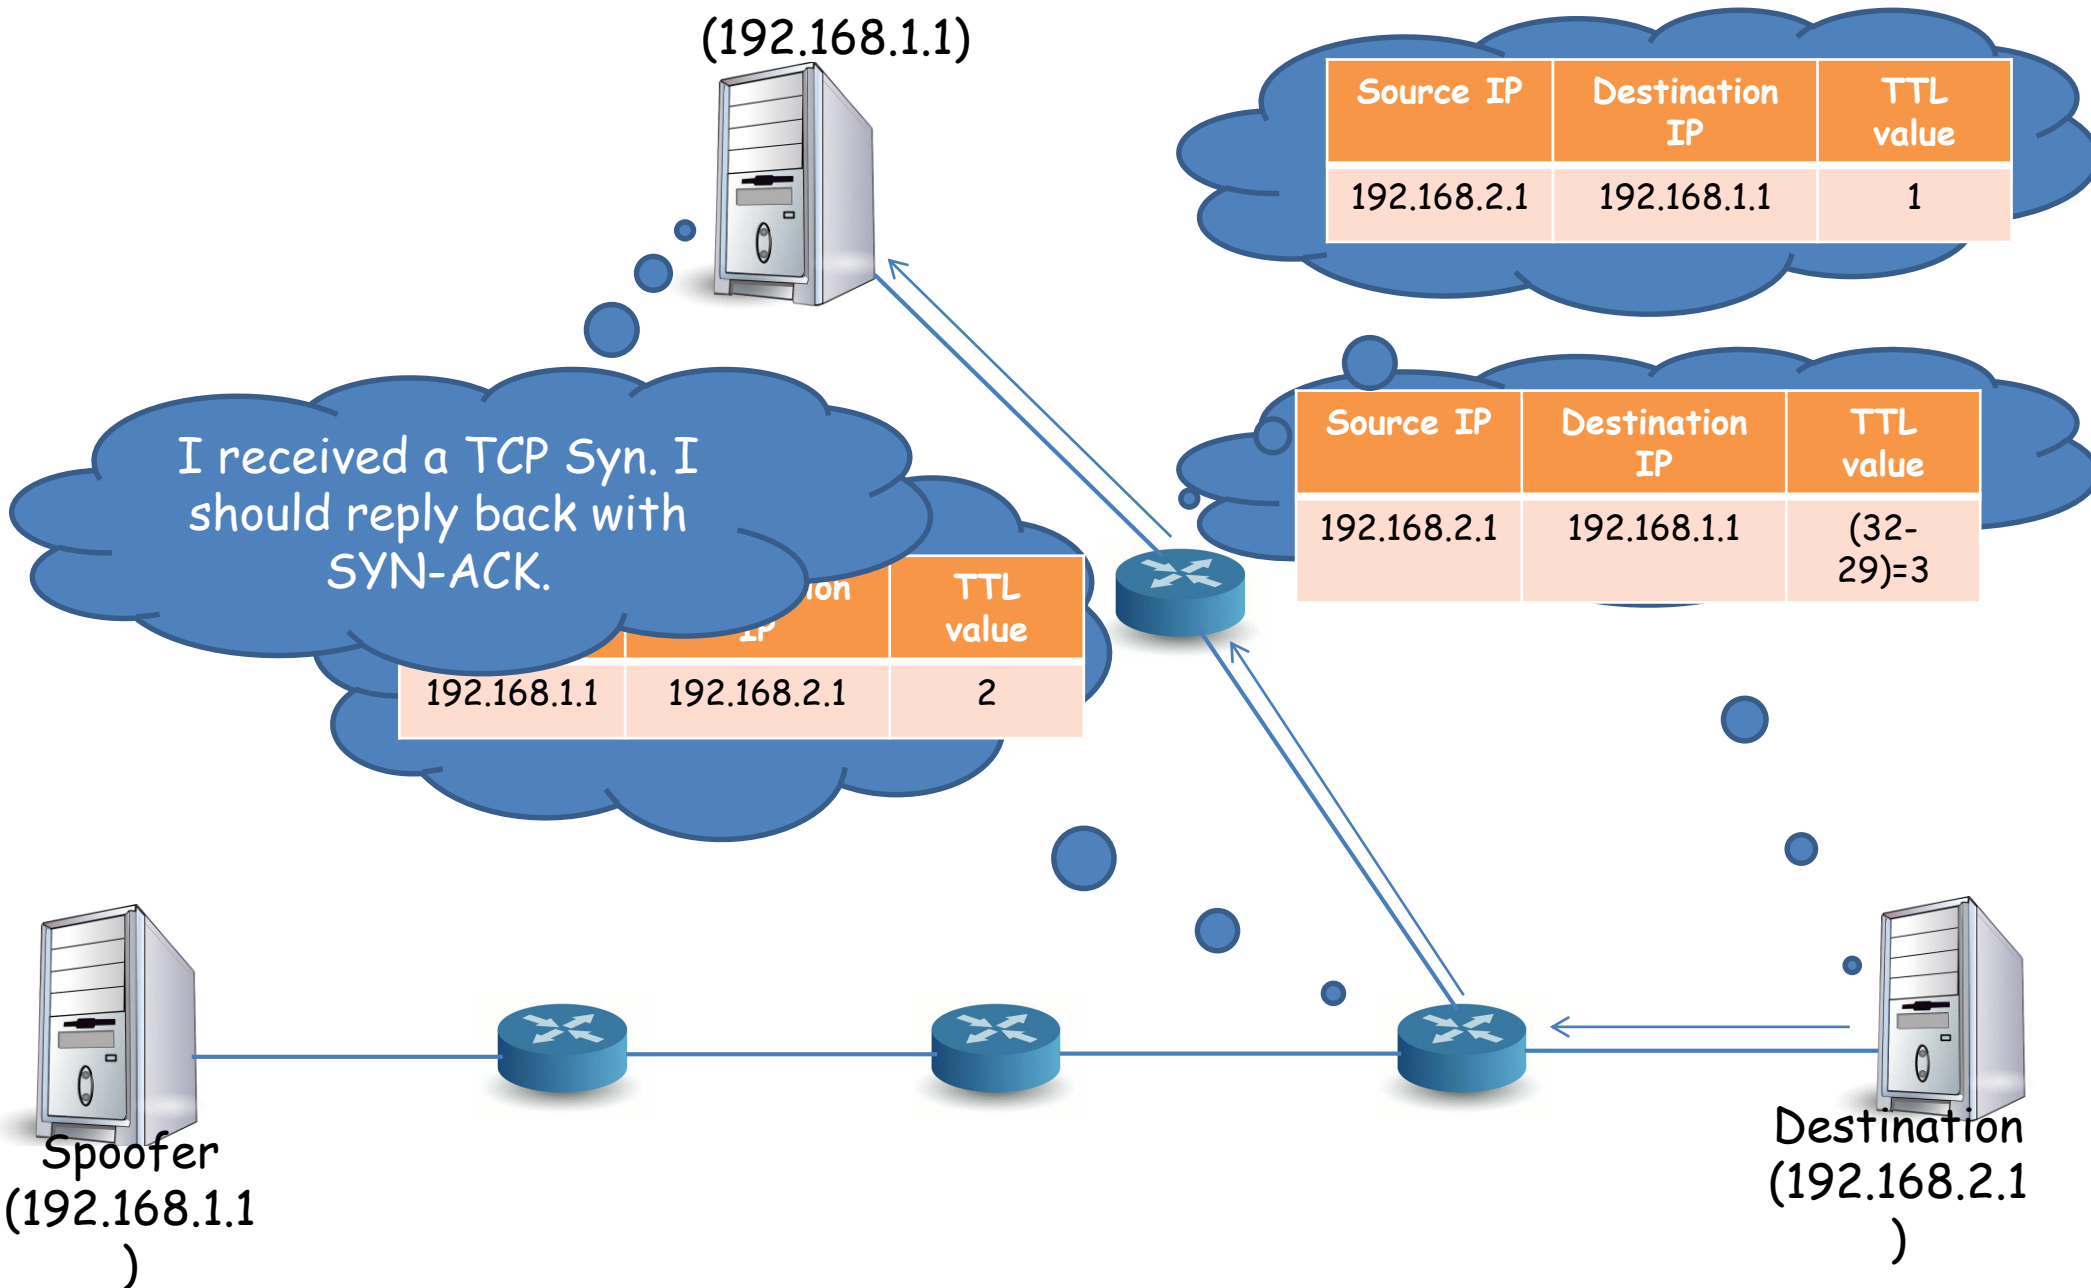 (192.168.1.1)
Source IP Destination TTL
IP value
192.168.2.1 192.168.1.1 1
Source IP Destination TTL
IP value
192.168.2.1 192.168.1.1 (32-
29)=3
I received a TCP Syn. I
should reply back with
SYN-ACK.
TTL
IP value
192.168.1.1 192.168.2.1 2
Spoofer
(192.168.1.1
)
Destination
(192.168.2.1
)